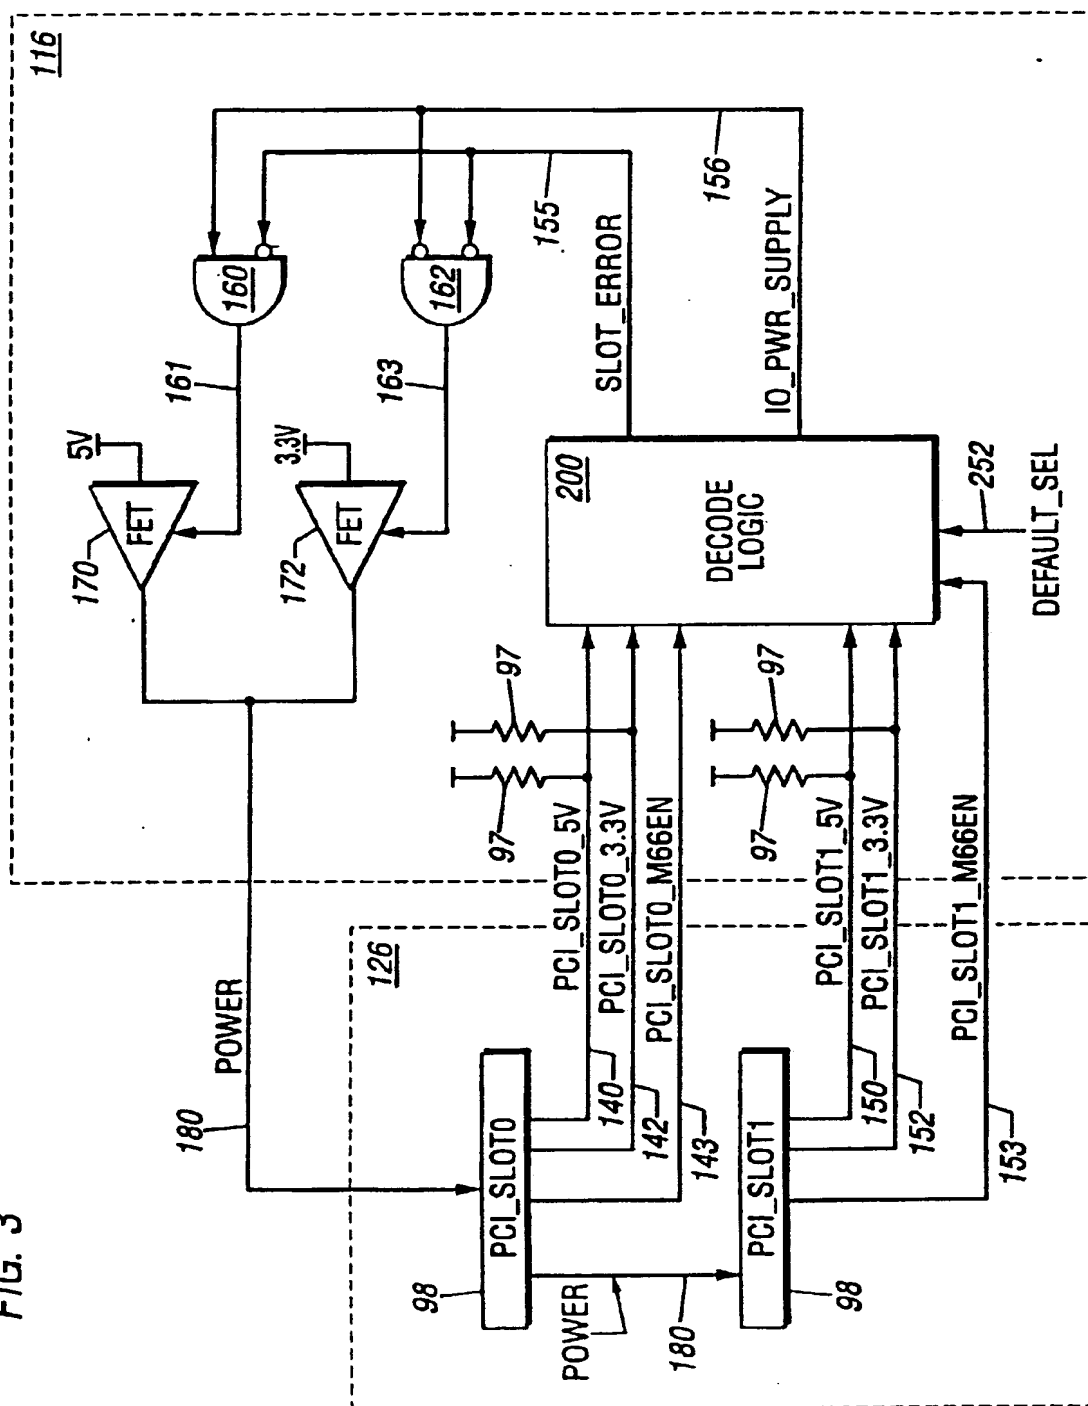 FIG. 3
116
126
POWER
180
5V
FET
170
161
160
3.3V
FET
172
163
162
155
156
SLOT_ERROR
IO_PWR_SUPPLY
200
DECODE
LOGIC
252
DEFAULT_SEL
97
97
97
97
PCI_SLOT0
98
PCI_SLOT0_5V
140
PCI_SLOT0_3.3V
142
PCI_SLOT0_M66EN
143
POWER
180
PCI_SLOT1
98
PCI_SLOT1_5V
150
PCI_SLOT1_3.3V
152
PCI_SLOT1_M66EN
153